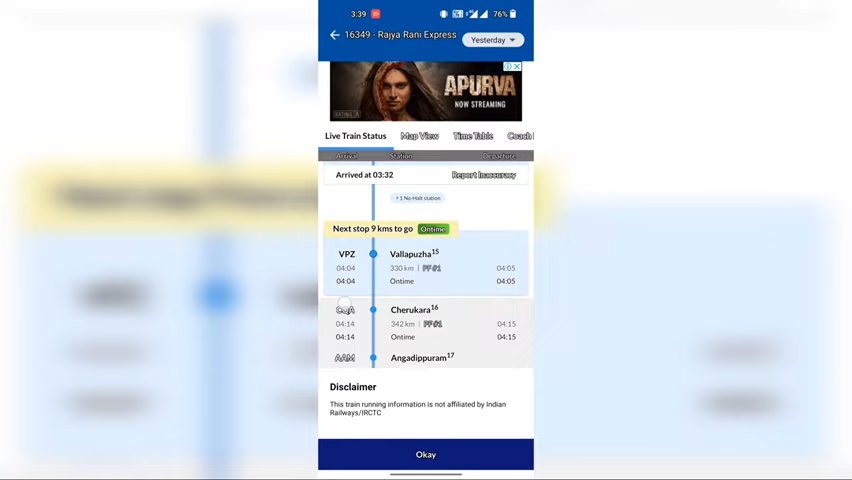 3:39
76%
16349 - Rajya Rani Express
Yesterday
APURVA
NOW STREAMING
Live Train Status Map View Time Table Coach
Arrival Station Departure
Arrived at 03:32 Report Inaccuracy
+ 1 No-Halt station
Next stop 9 kms to go Ontime
VPZ Vallapuzha15
04:04 330 km | PF#1 04:05
04:04 Ontime 04:05
CQA Cherukara16
04:14 342 km | PF#1 04:15
04:14 Ontime 04:15
AAM Angadippuram17
Disclaimer
This train running information is not affiliated by Indian
Railways/IRCTC
Okay